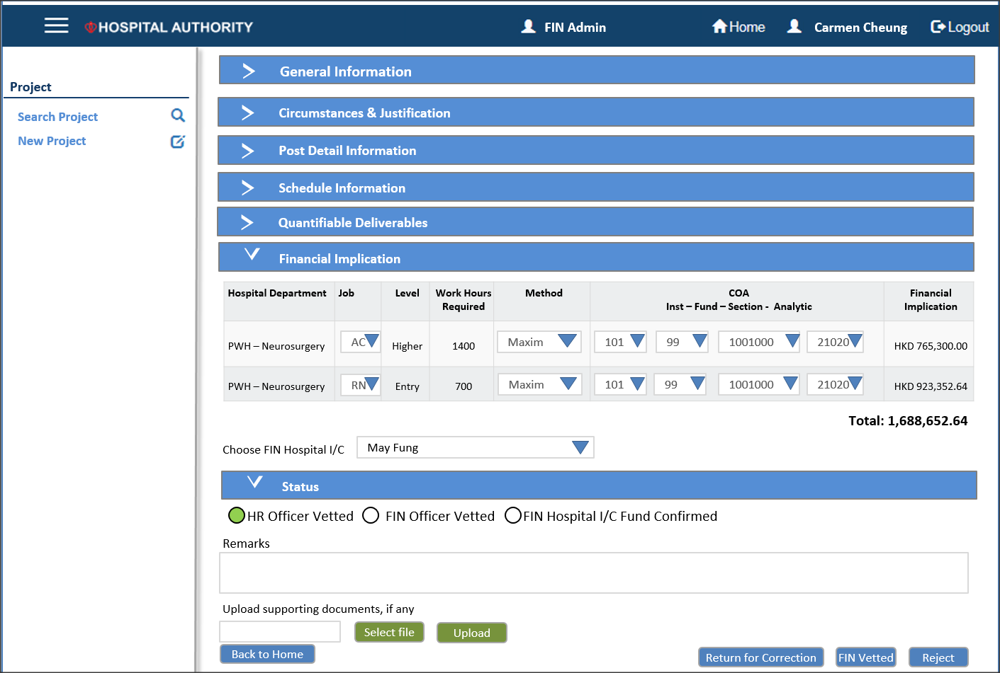 HOSPITAL AUTHORITY
FIN Admin
Home
Carmen Cheung
Logout
Project
Search Project
New Project
General Information
Circumstances & Justification
Post Detail Information
Schedule Information
Quantifiable Deliverables
Financial Implication
Hospital Department Job Level Work Hours Required Method COA Inst – Fund – Section - Analytic Financial Implication
PWH – Neurosurgery AC Higher 1400 Maxim 101 99 1001000 21020 HKD 765,300.00
PWH – Neurosurgery RN Entry 700 Maxim 101 99 1001000 21020 HKD 923,352.64
Total: 1,688,652.64
Choose FIN Hospital I/C May Fung
Status
HR Officer Vetted FIN Officer Vetted FIN Hospital I/C Fund Confirmed
Remarks
Upload supporting documents, if any
Select file Upload
Back to Home
Return for Correction FIN Vetted Reject